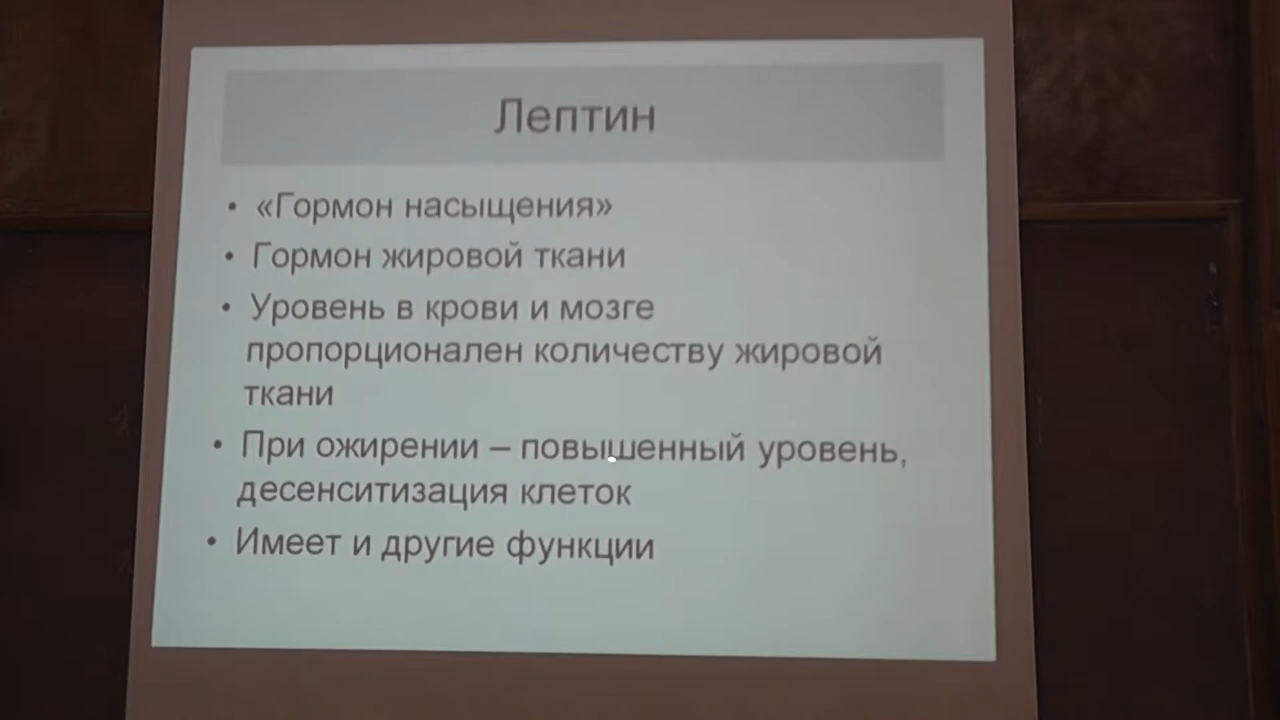 Лептин
• «Гормон насыщения»
• Гормон жировой ткани
• Уровень в крови и мозге
пропорционален количеству жировой
ткани
• При ожирении – повышенный уровень,
десенситизация клеток
• Имеет и другие функции